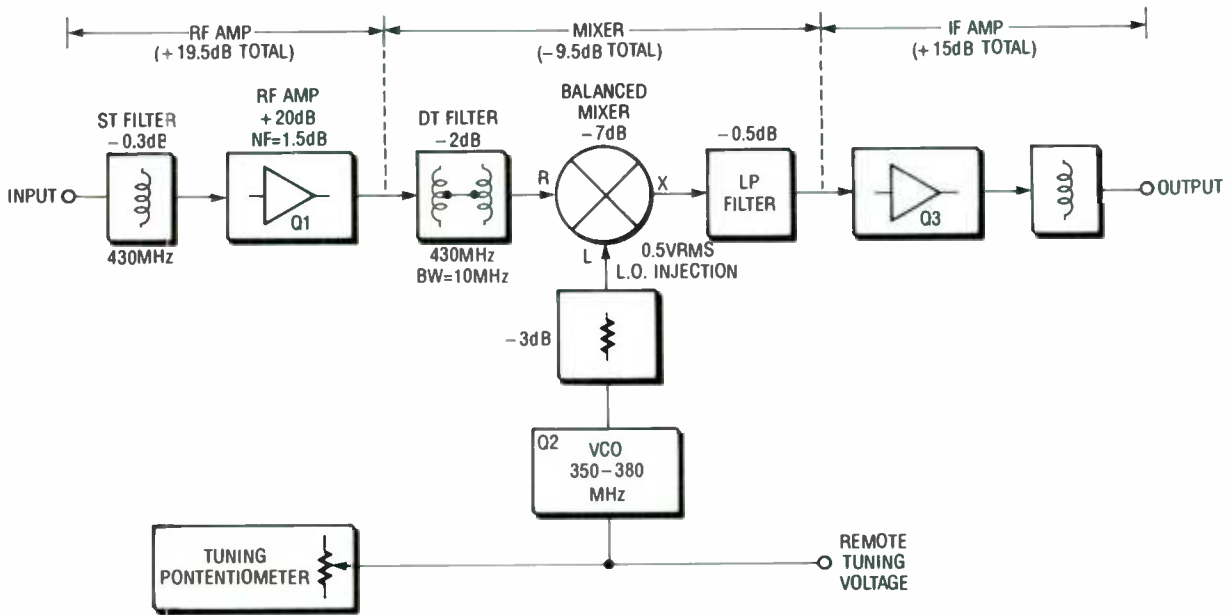 RF AMP
(+19.5dB TOTAL)
MIXER
(-9.5dB TOTAL)
IF AMP
(+15dB TOTAL)
ST FILTER
-0.3dB
430MHz
RF AMP
+20dB
NF=1.5dB
Q1
DT FILTER
-2dB
430MHz
BW=10MHz
BALANCED
MIXER
-7dB
R
X
L
0.5VRMS
L.O. INJECTION
-0.5dB
LP
FILTER
Q3
INPUT
OUTPUT
-3dB
Q2
VCO
350-380
MHz
TUNING
PONTENTIOMETER
REMOTE
TUNING
VOLTAGE